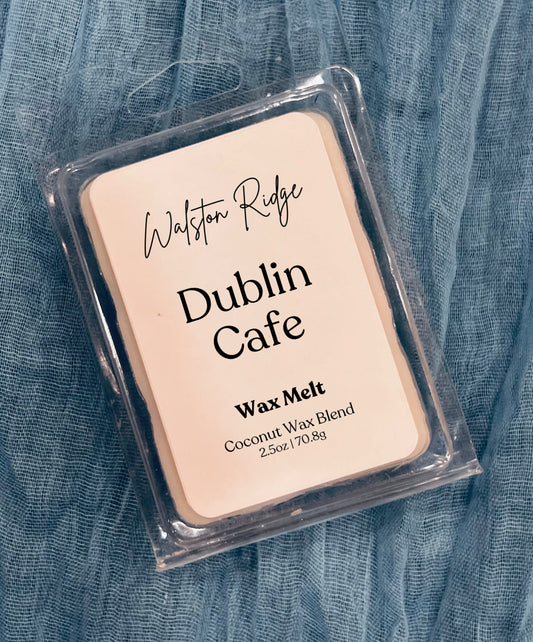 Walston Ridge
Dublin
Cafe
Wax Melt
Coconut Wax Blend
2.5oz | 70.8g